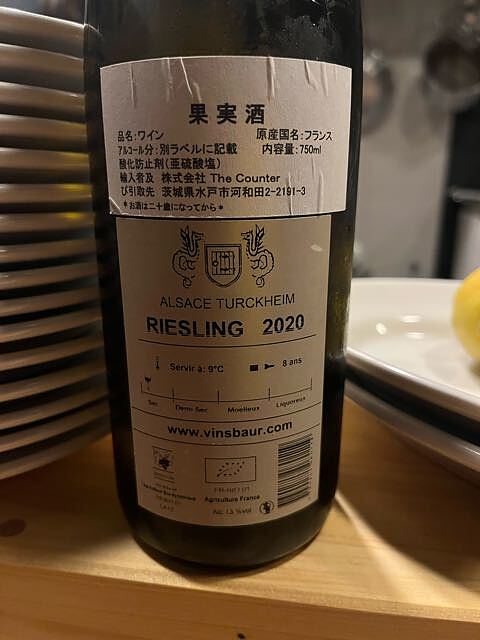 果実酒
品名:ワイン 原産国名:フランス
アルコール分:別ラベルに記載 内容量:750ml
酸化防止剤(亜硫酸塩)
輸入者及 株式会社 The Counter
び引取先 茨城県水戸市河和田2-2191-3
*お酒は二十歳になってから*
ALSACE TURCKHEIM
RIESLING 2020
Servir à: 9°C 8 ans
Sec Demi Sec Moelleux Liquoreux
www.vinsbaur.com
Agriculture France